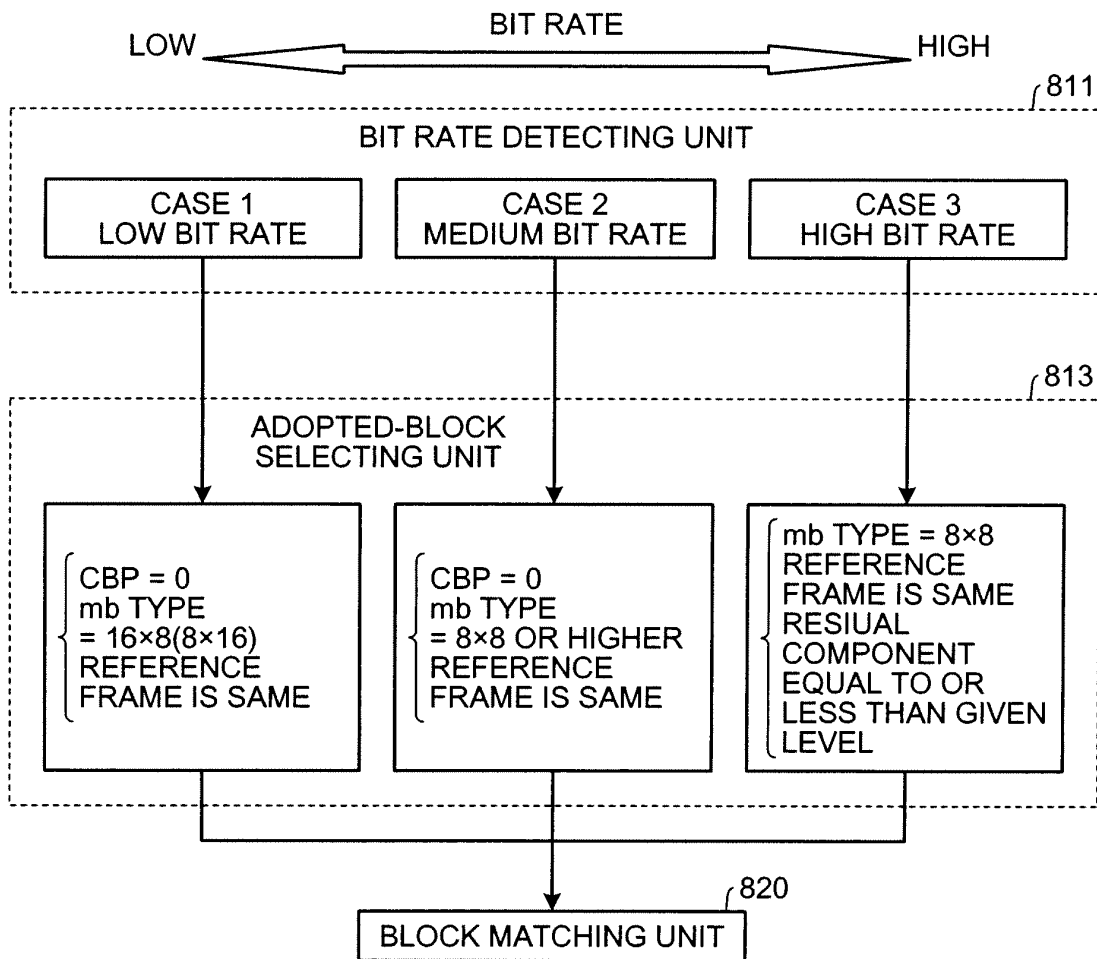 BIT RATE
LOW
HIGH
811
BIT RATE DETECTING UNIT
CASE 1
LOW BIT RATE
CASE 2
MEDIUM BIT RATE
CASE 3
HIGH BIT RATE
813
ADOPTED-BLOCK
SELECTING UNIT
CBP = 0
mb TYPE
= 16×8(8×16)
REFERENCE
FRAME IS SAME
CBP = 0
mb TYPE
= 8×8 OR HIGHER
REFERENCE
FRAME IS SAME
mb TYPE = 8×8
REFERENCE
FRAME IS SAME
RESIUAL
COMPONENT
EQUAL TO OR
LESS THAN GIVEN
LEVEL
820
BLOCK MATCHING UNIT